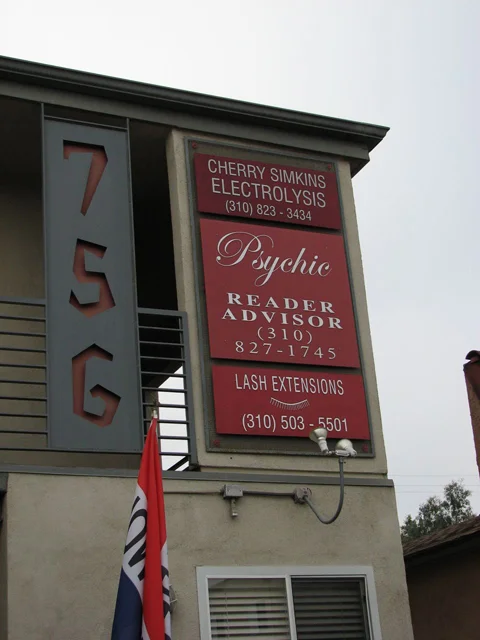 756
CHERRY SIMKINS
ELECTROLYSIS
(310) 823 - 3434
Psychic
READER
ADVISOR
(310)
827-1745
LASH EXTENSIONS
(310) 503 - 5501